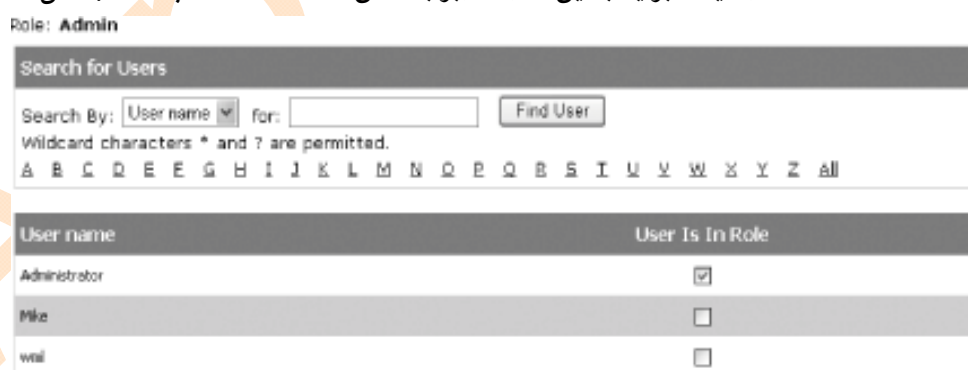 Role: Admin
Search for Users
Search By: User name for: Find User
Wildcard characters * and ? are permitted.
A B C D E F G H I J K L M N O P Q R S T U V W X Y Z All
User name User Is In Role
Administrator
Mike